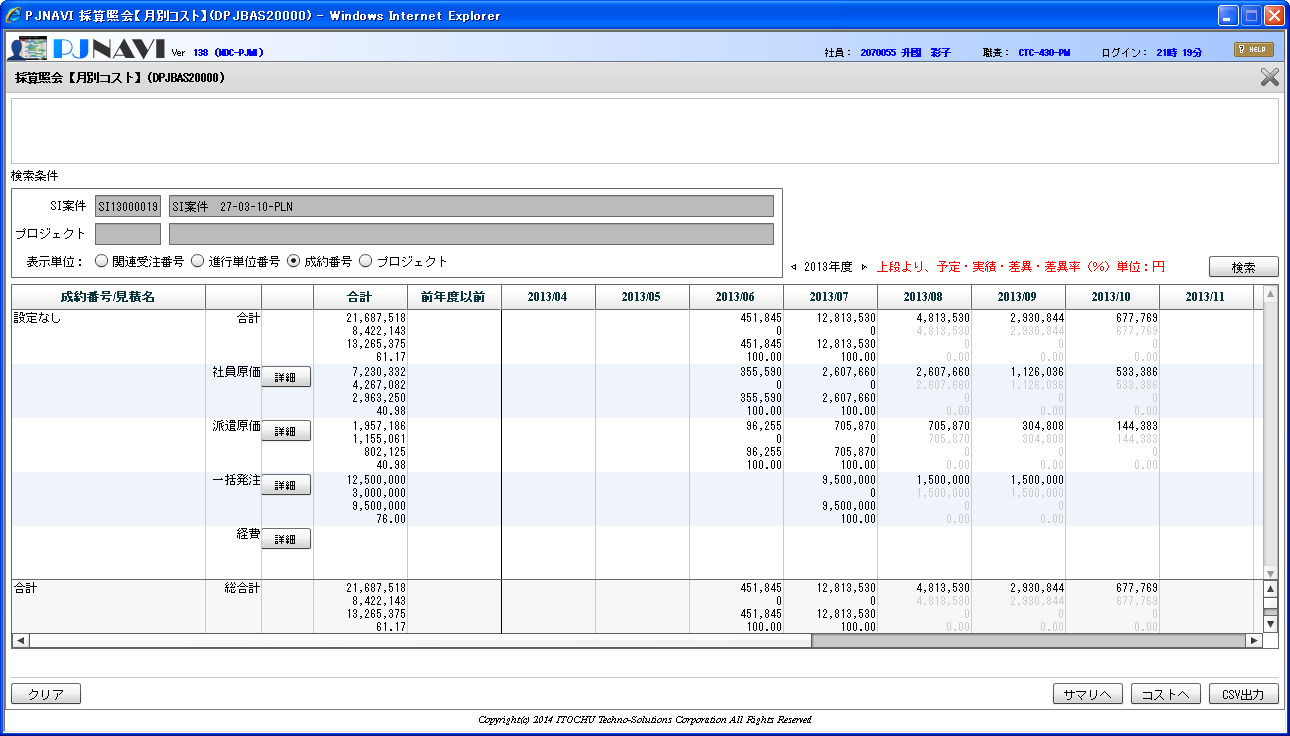 PJNAVI 採算照会【月別コスト】(DPJBAS20000) - Windows Internet Explorer
PJNAVI Ver 138 (NDC-PJMI) 社員： 2070055 升國 彩子 職責： CTC-430-PM ログイン： 21時 19分 HELP
採算照会【月別コスト】(DPJBAS20000)
検索条件
SI案件 SI13000019 SI案件 27-03-10-PLN
プロジェクト
表示単位： 関連受注番号 進行単位番号 成約番号 プロジェクト
2013年度 上段より、予定・実績・差異・差異率（%）単位：円 検索
成約番号/見積名 合計 前年度以前 2013/04 2013/05 2013/06 2013/07 2013/08 2013/09 2013/10 2013/11
設定なし 合計 21,687,518 451,845 12,813,530 4,813,530 2,930,844 677,769
8,422,143 0 0 4,813,530 2,930,844 677,769
13,265,375 451,845 12,813,530 0 0 0
61.17 100.00 100.00 0.00 0.00 0.00
社員原価 詳細 7,230,332 355,590 2,607,660 2,607,660 1,126,036 533,386
4,267,082 0 0 2,607,660 1,126,036 533,386
2,963,250 355,590 2,607,660 0 0 0
40.98 100.00 100.00 0.00 0.00 0.00
派遣原価 詳細 1,957,186 96,255 705,870 705,870 304,808 144,383
1,155,061 0 0 705,870 304,808 144,383
802,125 96,255 705,870 0 0 0
40.98 100.00 100.00 0.00 0.00 0.00
一括発注 詳細 12,500,000 9,500,000 1,500,000 1,500,000
3,000,000 0 1,500,000 1,500,000
9,500,000 9,500,000 0 0
76.00 100.00 0.00 0.00
経費 詳細
合計 総合計 21,687,518 451,845 12,813,530 4,813,530 2,930,844 677,769
8,422,143 0 0 4,813,530 2,930,844 677,769
13,265,375 451,845 12,813,530 0 0 0
61.17 100.00 100.00 0.00 0.00 0.00
クリア サマリへ コストへ CSV出力
Copyright(c) 2014 ITOCHU Techno-Solutions Corporation All Rights Reserved